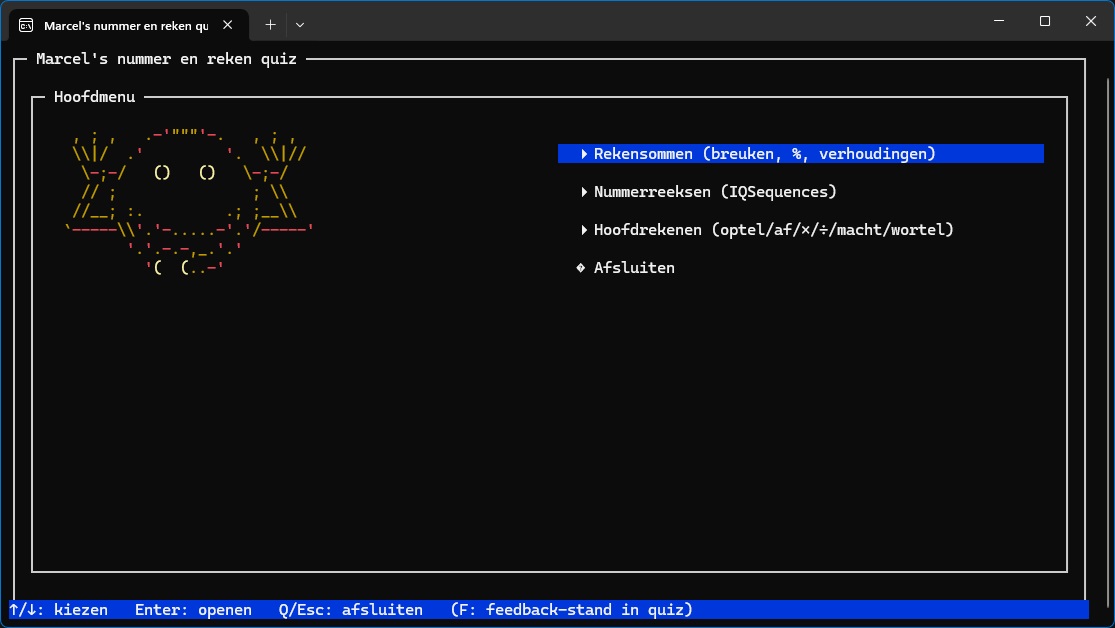 Marcel's nummer en reken qu
Marcel's nummer en reken quiz
Hoofdmenu
Rekensommen (breuken, %, verhoudingen)
Nummerreeksen (IQSequences)
Hoofdrekenen (optel/af/×/÷/macht/wortel)
Afsluiten
↑/↓: kiezen   Enter: openen   Q/Esc: afsluiten   (F: feedback-stand in quiz)